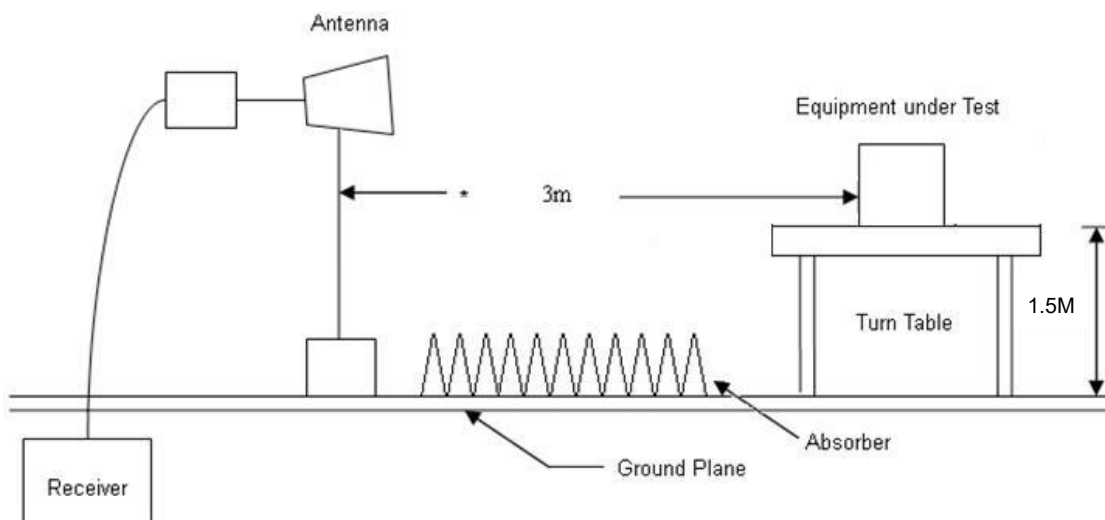 Antenna
Equipment under Test
* 3m
1.5M
Turn Table
Absorber
Ground Plane
Receiver